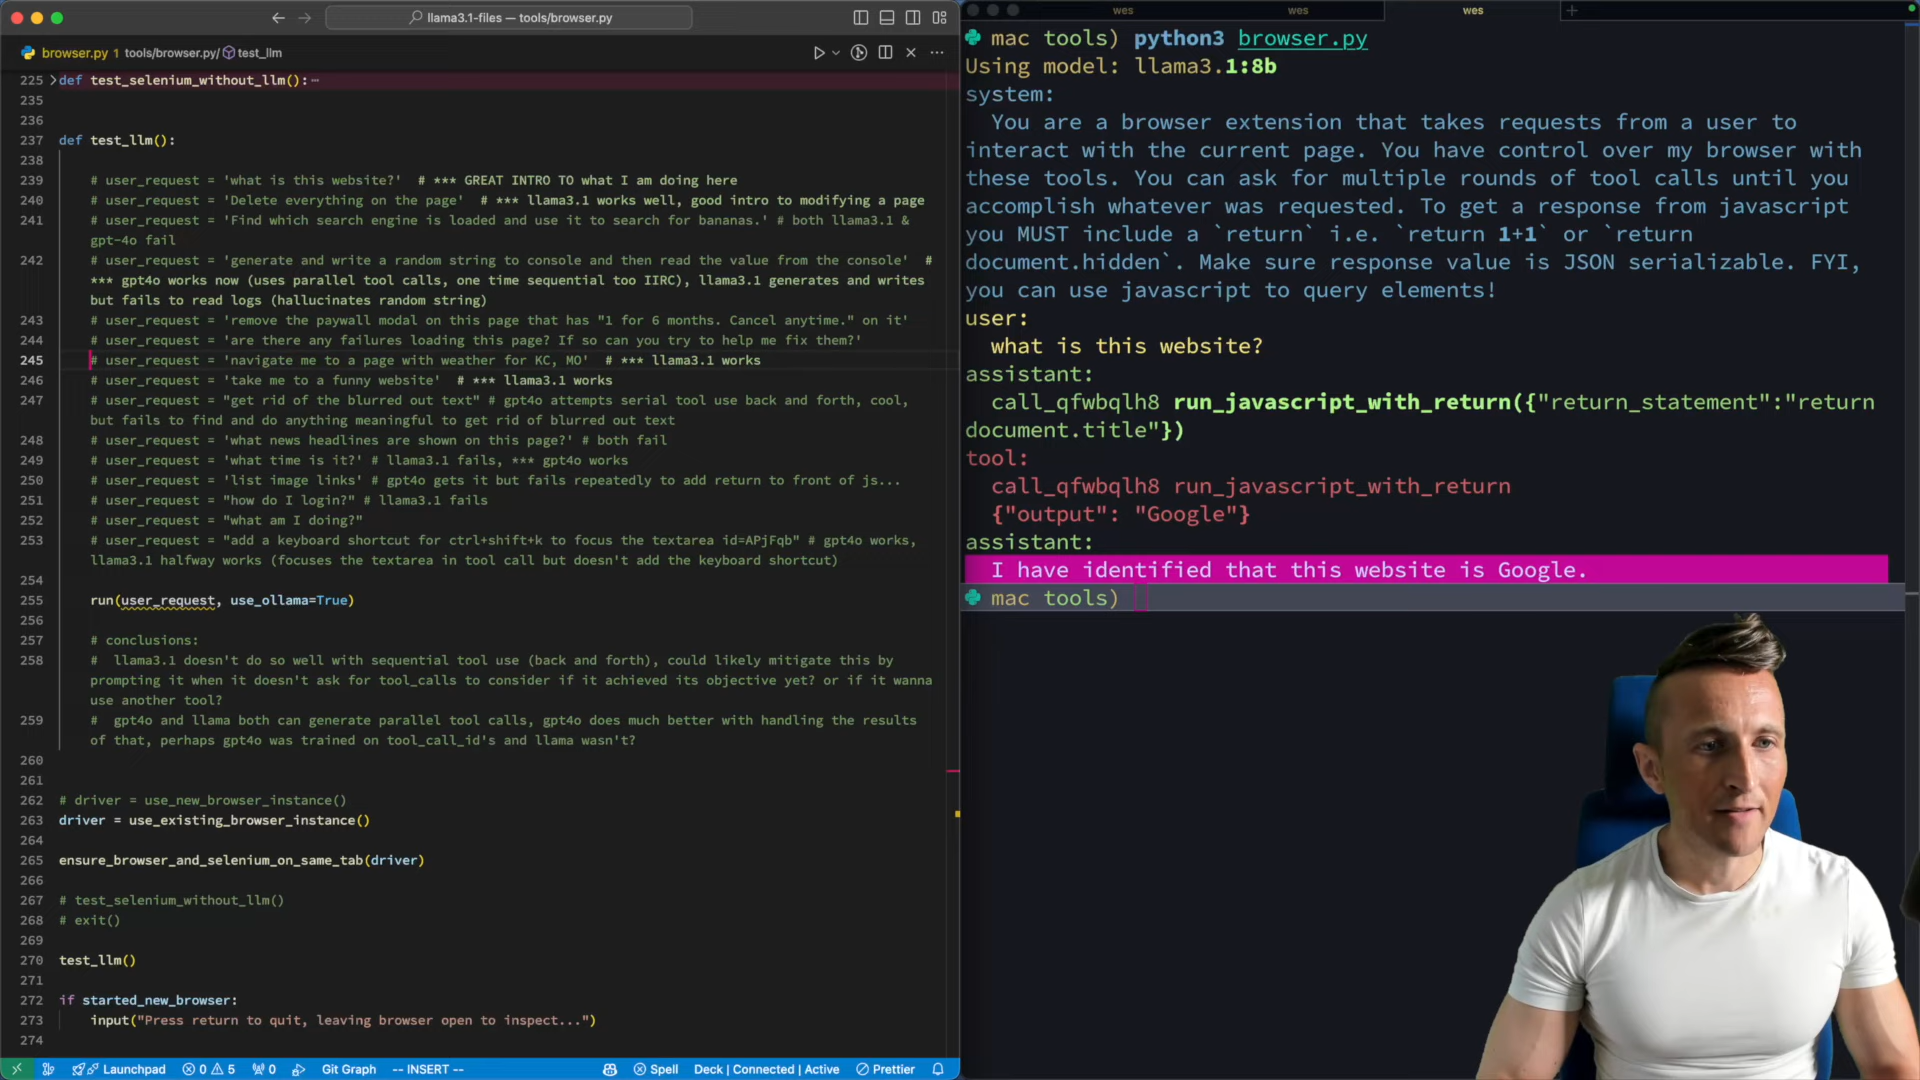 llama3.1-files — tools/browser.py
browser.py 1 tools/browser.py/ test_llm
225 def test_selenium_without_llm():
235
236
237 def test_llm():
238
239 # user_request = 'what is this website?'  # *** GREAT INTRO TO what I am doing here
240 # user_request = 'Delete everything on the page'  # *** llama3.1 works well, good intro to modifying a page
241 # user_request = 'Find which search engine is loaded and use it to search for bananas.' # both llama3.1 &
gpt-4o fail
242 # user_request = 'generate and write a random string to console and then read the value from the console'  #
*** gpt4o works now (uses parallel tool calls, one time sequential too IIRC), llama3.1 generates and writes
but fails to read logs (hallucinates random string)
243 # user_request = 'remove the paywall modal on this page that has "1 for 6 months. Cancel anytime." on it'
244 # user_request = 'are there any failures loading this page? If so can you try to help me fix them?'
245 # user_request = 'navigate me to a page with weather for KC, MO'  # *** llama3.1 works
246 # user_request = 'take me to a funny website'  # *** llama3.1 works
247 # user_request = "get rid of the blurred out text" # gpt4o attempts serial tool use back and forth, cool,
but fails to find and do anything meaningful to get rid of blurred out text
248 # user_request = 'what news headlines are shown on this page?' # both fail
249 # user_request = 'what time is it?' # llama3.1 fails, *** gpt4o works
250 # user_request = 'list image links' # gpt4o gets it but fails repeatedly to add return to front of js...
251 # user_request = "how do I login?" # llama3.1 fails
252 # user_request = "what am I doing?"
253 # user_request = "add a keyboard shortcut for ctrl+shift+k to focus the textarea id=APjFqb" # gpt4o works,
llama3.1 halfway works (focuses the textarea in tool call but doesn't add the keyboard shortcut)
254
255 run(user_request, use_ollama=True)
256
257 # conclusions:
258 #  llama3.1 doesn't do so well with sequential tool use (back and forth), could likely mitigate this by
prompting it when it doesn't ask for tool_calls to consider if it achieved its objective yet? or if it wanna
use another tool?
259 #  gpt4o and llama both can generate parallel tool calls, gpt4o does much better with handling the results
of that, perhaps gpt4o was trained on tool_call_id's and llama wasn't?
260
261
262 # driver = use_new_browser_instance()
263 driver = use_existing_browser_instance()
264
265 ensure_browser_and_selenium_on_same_tab(driver)
266
267 # test_selenium_without_llm()
268 # exit()
269
270 test_llm()
271
272 if started_new_browser:
273 input("Press return to quit, leaving browser open to inspect...")
274
Launchpad 0 5 0 Git Graph -- INSERT -- Spell Deck | Connected | Active Prettier
wes wes wes
mac tools) python3 browser.py
Using model: llama3.1:8b
system:
You are a browser extension that takes requests from a user to
interact with the current page. You have control over my browser with
these tools. You can ask for multiple rounds of tool calls until you
accomplish whatever was requested. To get a response from javascript
you MUST include a `return` i.e. `return 1+1` or `return
document.hidden`. Make sure response value is JSON serializable. FYI,
you can use javascript to query elements!
user:
what is this website?
assistant:
call_qfwbqlh8 run_javascript_with_return({"return_statement":"return
document.title"})
tool:
call_qfwbqlh8 run_javascript_with_return
{"output": "Google"}
assistant:
I have identified that this website is Google.
mac tools)